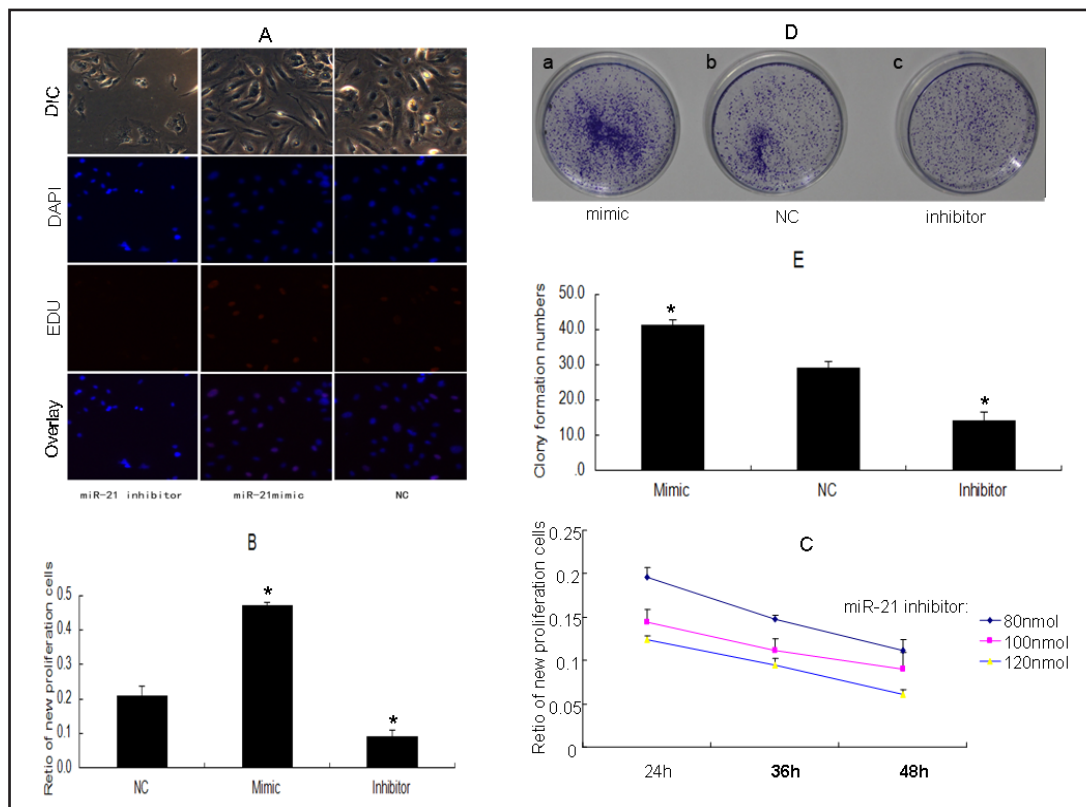 A
DIC
DAPI
EDU
Overlay
miR-21 inhibitor miR-21mimic NC
B
Retio of new proliferation cells
0.5
0.4
0.3
0.2
0.1
0.0
* *
NC Mimic Inhibitor
D
a b c
mimic NC inhibitor
E
Clony formation numbers
50.0
40.0
30.0
20.0
10.0
.0
* *
Mimic NC Inhibitor
C
Retio of new proliferation cells
0.25
0.2
0.15
0.1
0.05
0
miR-21 inhibitor:
80nmol
100nmol
120nmol
24h 36h 48h